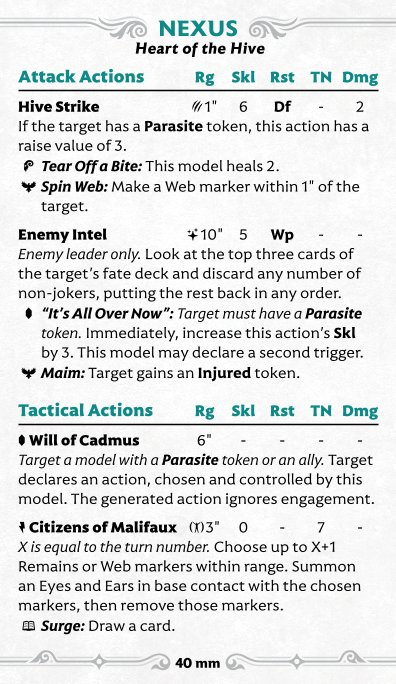 NEXUS
Heart of the Hive
Attack Actions Rg Skl Rst TN Dmg
Hive Strike 1" 6 Df - 2
If the target has a Parasite token, this action has a
raise value of 3.
Tear Off a Bite: This model heals 2.
Spin Web: Make a Web marker within 1" of the
target.
Enemy Intel 10" 5 Wp - -
Enemy leader only. Look at the top three cards of
the target's fate deck and discard any number of
non-jokers, putting the rest back in any order.
"It's All Over Now": Target must have a Parasite
token. Immediately, increase this action's Skl
by 3. This model may declare a second trigger.
Maim: Target gains an Injured token.
Tactical Actions Rg Skl Rst TN Dmg
Will of Cadmus 6" - - - -
Target a model with a Parasite token or an ally. Target
declares an action, chosen and controlled by this
model. The generated action ignores engagement.
Citizens of Malifaux 3" 0 - 7 -
X is equal to the turn number. Choose up to X+1
Remains or Web markers within range. Summon
an Eyes and Ears in base contact with the chosen
markers, then remove those markers.
Surge: Draw a card.
40 mm